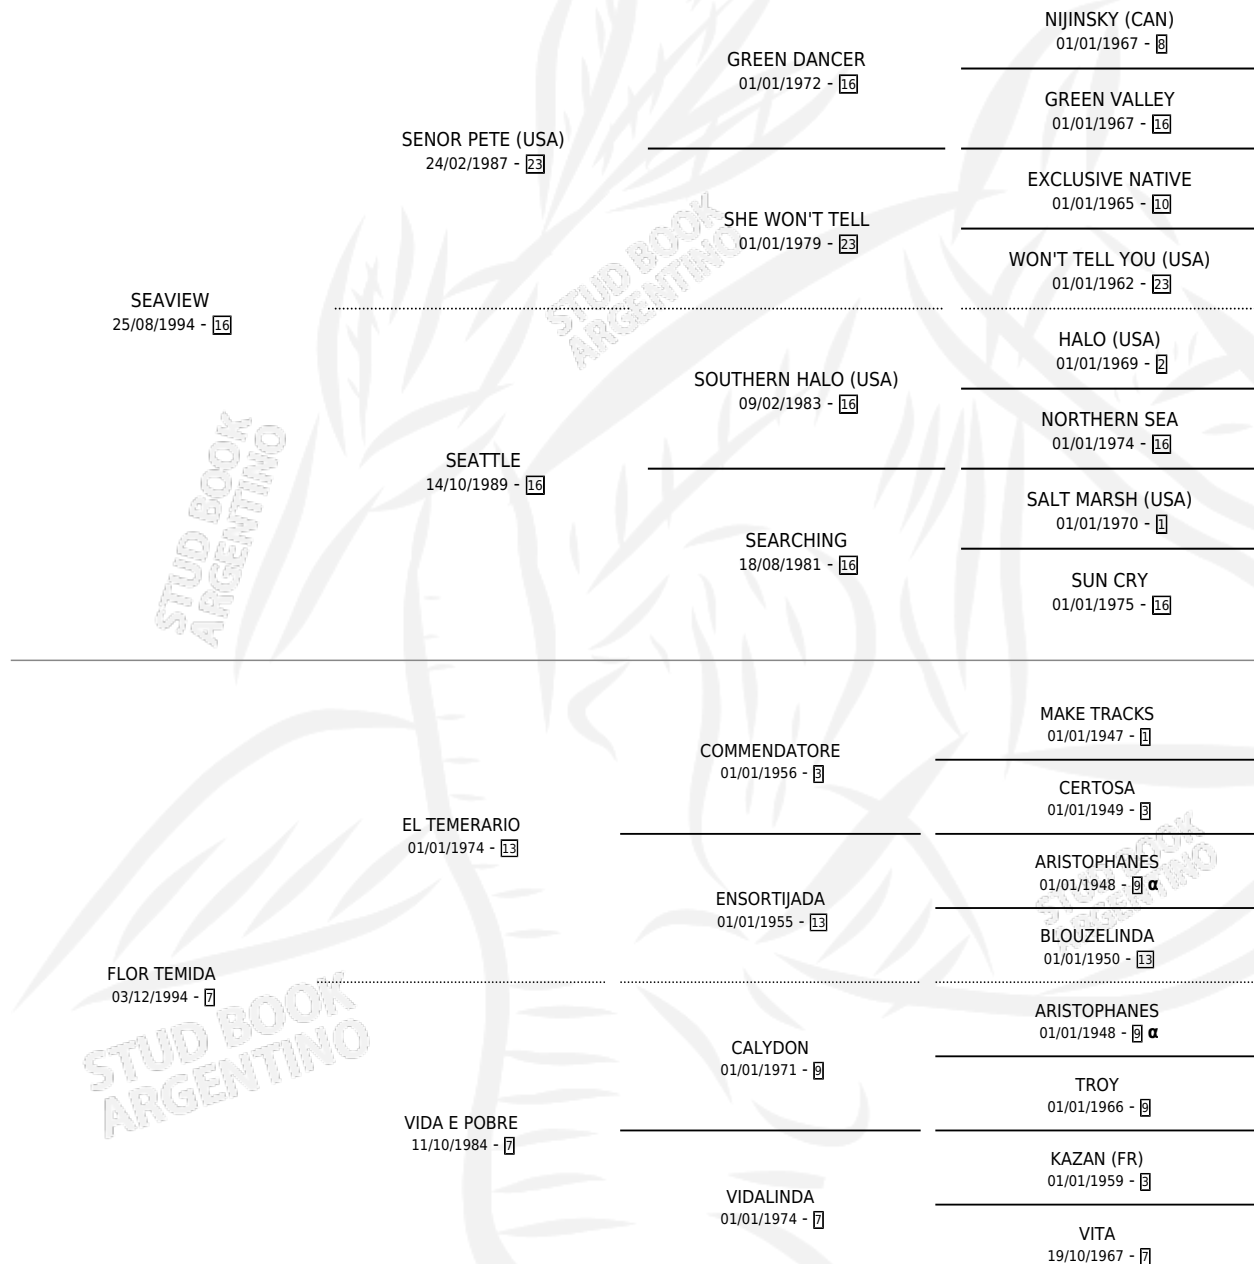 NIJINSKY (CAN)
01/01/1967 - 8
GREEN DANCER
01/01/1972 - 16
GREEN VALLEY
01/01/1967 - 16
SENOR PETE (USA)
24/02/1987 - 23
EXCLUSIVE NATIVE
01/01/1965 - 10
SHE WON'T TELL
01/01/1979 - 23
WON'T TELL YOU (USA)
01/01/1962 - 23
SEAVIEW
25/08/1994 - 16
HALO (USA)
01/01/1969 - 2
SOUTHERN HALO (USA)
09/02/1983 - 16
NORTHERN SEA
01/01/1974 - 16
SEATTLE
14/10/1989 - 16
SALT MARSH (USA)
01/01/1970 - 1
SEARCHING
18/08/1981 - 16
SUN CRY
01/01/1975 - 16
MAKE TRACKS
01/01/1947 - 1
COMMENDATORE
01/01/1956 - 3
CERTOSA
01/01/1949 - 3
EL TEMERARIO
01/01/1974 - 13
ARISTOPHANES
01/01/1948 - 9 α
ENSORTIJADA
01/01/1955 - 13
BLOUZELINDA
01/01/1950 - 13
FLOR TEMIDA
03/12/1994 - 7
ARISTOPHANES
01/01/1948 - 9 α
CALYDON
01/01/1971 - 9
TROY
01/01/1966 - 9
VIDA E POBRE
11/10/1984 - 7
KAZAN (FR)
01/01/1959 - 3
VIDALINDA
01/01/1974 - 7
VITA
19/10/1967 - 7
STUD BOOK
ARGENTINO
STUD BOOK
ARGENTINO
STUD BOOK
ARGENTINO
STUD BOOK
ARGENTINO